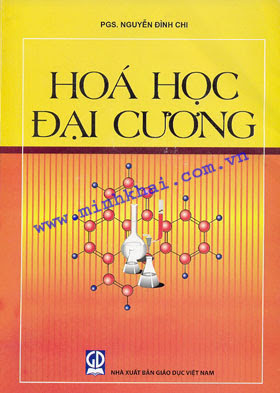 PGS. NGUYỄN ĐÌNH CHI
HOÁ HỌC
ĐẠI CƯƠNG
www.minhkhai.com.vn
GD
NHÀ XUẤT BẢN GIÁO DỤC VIỆT NAM